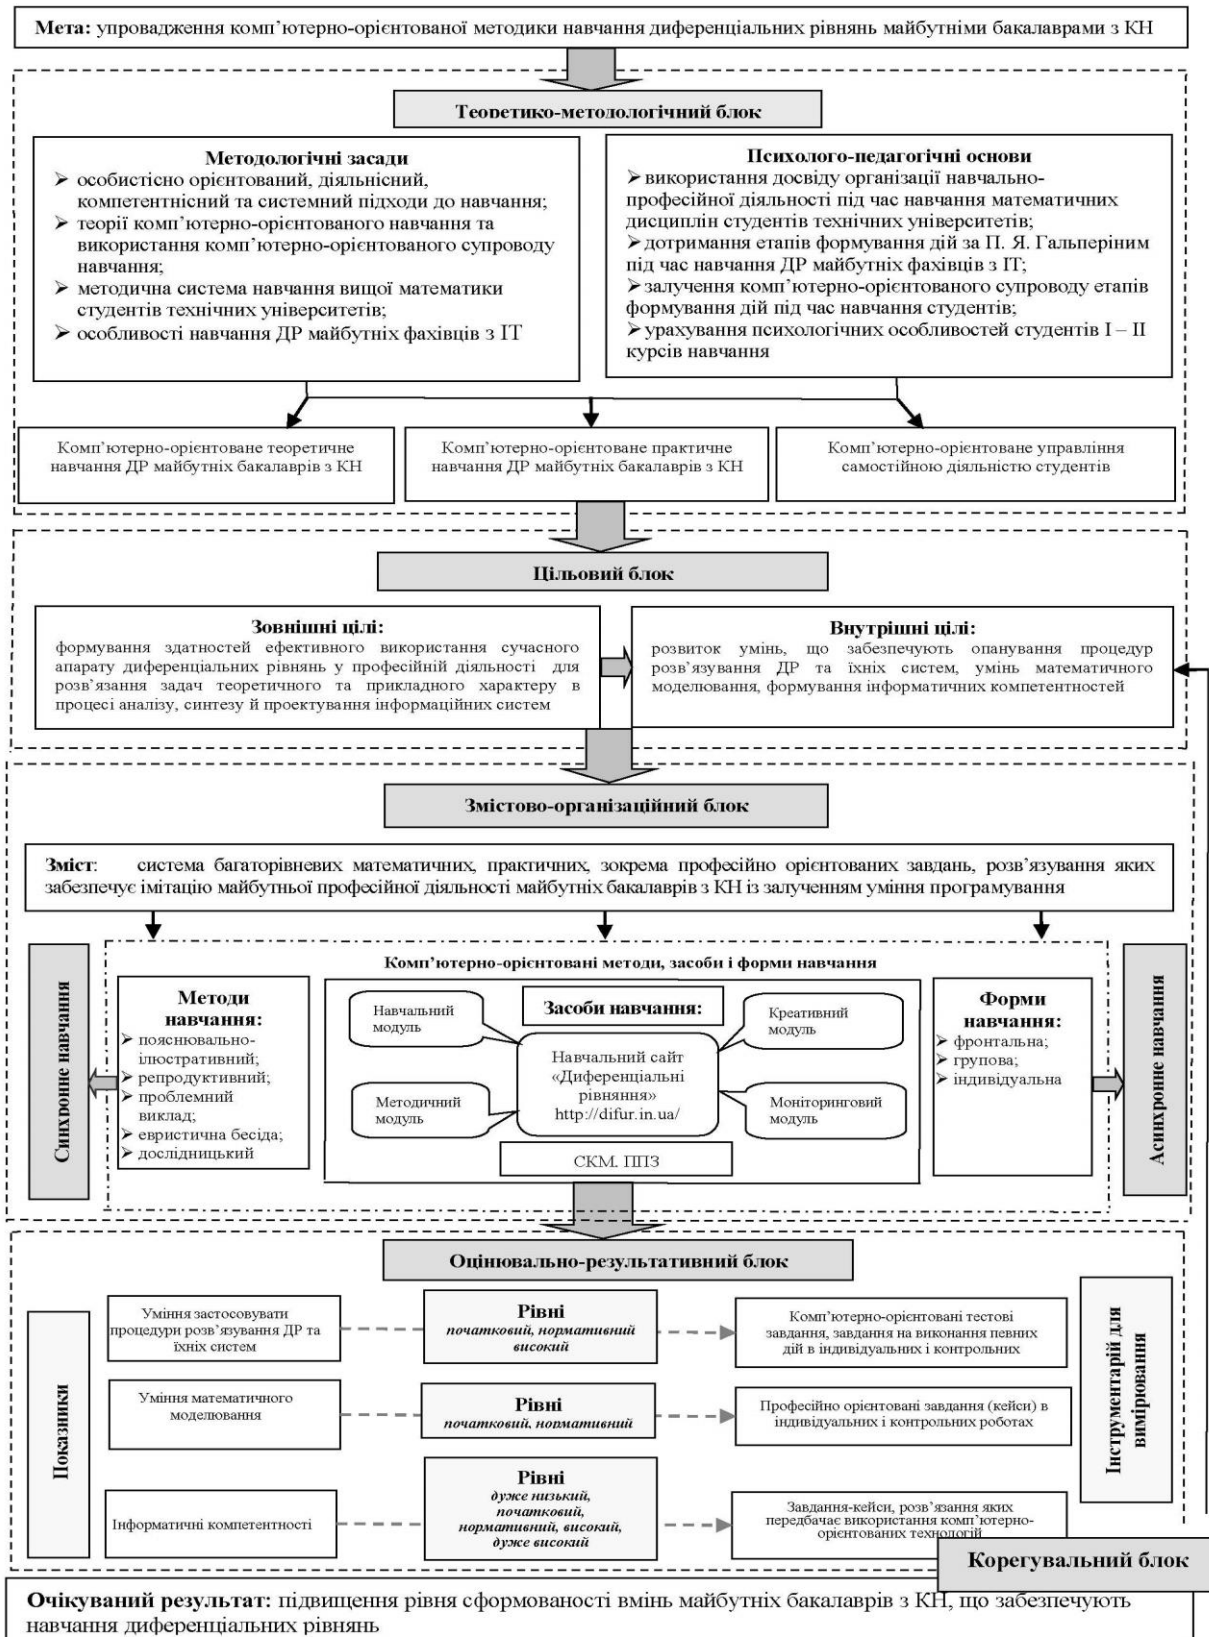 Мета: упровадження комп’ютерно-орієнтованої методики навчання диференціальних рівнянь майбутніми бакалаврами з КН
Теоретико-методологічний блок
Методологічні засади
➢ особистісно орієнтований, діяльнісний,
компетентнісний та системний підходи до навчання;
➢ теорії комп’ютерно-орієнтованого навчання та
використання комп’ютерно-орієнтованого супроводу
навчання;
➢ методична система навчання вищої математики
студентів технічних університетів;
➢ особливості навчання ДР майбутніх фахівців з ІТ
Психолого-педагогічні основи
➢ використання досвіду організації навчально-
професійної діяльності під час навчання математичних
дисциплін студентів технічних університетів;
➢ дотримання етапів формування дій за П. Я. Гальперіним
під час навчання ДР майбутніх фахівців з ІТ;
➢ залучення комп’ютерно-орієнтованого супроводу етапів
формування дій під час навчання студентів;
➢ урахування психологічних особливостей студентів І – ІІ
курсів навчання
Комп’ютерно-орієнтоване теоретичне
навчання ДР майбутніх бакалаврів з КН
Комп’ютерно-орієнтоване практичне
навчання ДР майбутніх бакалаврів з КН
Комп’ютерно-орієнтоване управління
самостійною діяльністю студентів
Цільовий блок
Зовнішні цілі:
формування здатностей ефективного використання сучасного
апарату диференціальних рівнянь у професійній діяльності для
розв’язання задач теоретичного та прикладного характеру в
процесі аналізу, синтезу й проектування інформаційних систем
Внутрішні цілі:
розвиток умінь, що забезпечують опанування процедур
розв’язування ДР та їхніх систем, умінь математичного
моделювання, формування інформатичних компетентностей
Змістово-організаційний блок
Зміст: система багаторівневих математичних, практичних, зокрема професійно орієнтованих завдань, розв’язування яких
забезпечує імітацію майбутньої професійної діяльності майбутніх бакалаврів з КН із залученням уміння програмування
Синхронне навчання
Комп’ютерно-орієнтовані методи, засоби і форми навчання
Методи
навчання:
➢ пояснювально-
ілюстративний;
➢ репродуктивний;
➢ проблемний
виклад;
➢ евристична бесіда;
➢ дослідницький
Засоби навчання:
Навчальний
модуль
Креативний
модуль
Навчальний сайт
«Диференціальні
рівняння»
http://difur.in.ua/
Методичний
модуль
Моніторинговий
модуль
СКМ. ППЗ
Форми
навчання:
➢ фронтальна;
➢ групова;
➢ індивідуальна
Асинхронне навчання
Оцінювально-результативний блок
Показники
Уміння застосовувати
процедури розв’язування ДР та
їхніх систем
Рівні
початковий, нормативний
високий
Комп’ютерно-орієнтовані тестові
завдання, завдання на виконання певних
дій в індивідуальних і контрольних
Уміння математичного
моделювання
Рівні
початковий, нормативний
Професійно орієнтовані завдання (кейси) в
індивідуальних і контрольних роботах
Інформатичні компетентності
Рівні
дуже низький,
початковий,
нормативний, високий,
дуже високий
Завдання-кейси, розв’язання яких
передбачає використання комп’ютерно-
орієнтованих технологій
Інструментарій для
вимірювання
Корегувальний блок
Очікуваний результат: підвищення рівня сформованості вмінь майбутніх бакалаврів з КН, що забезпечують
навчання диференціальних рівнянь